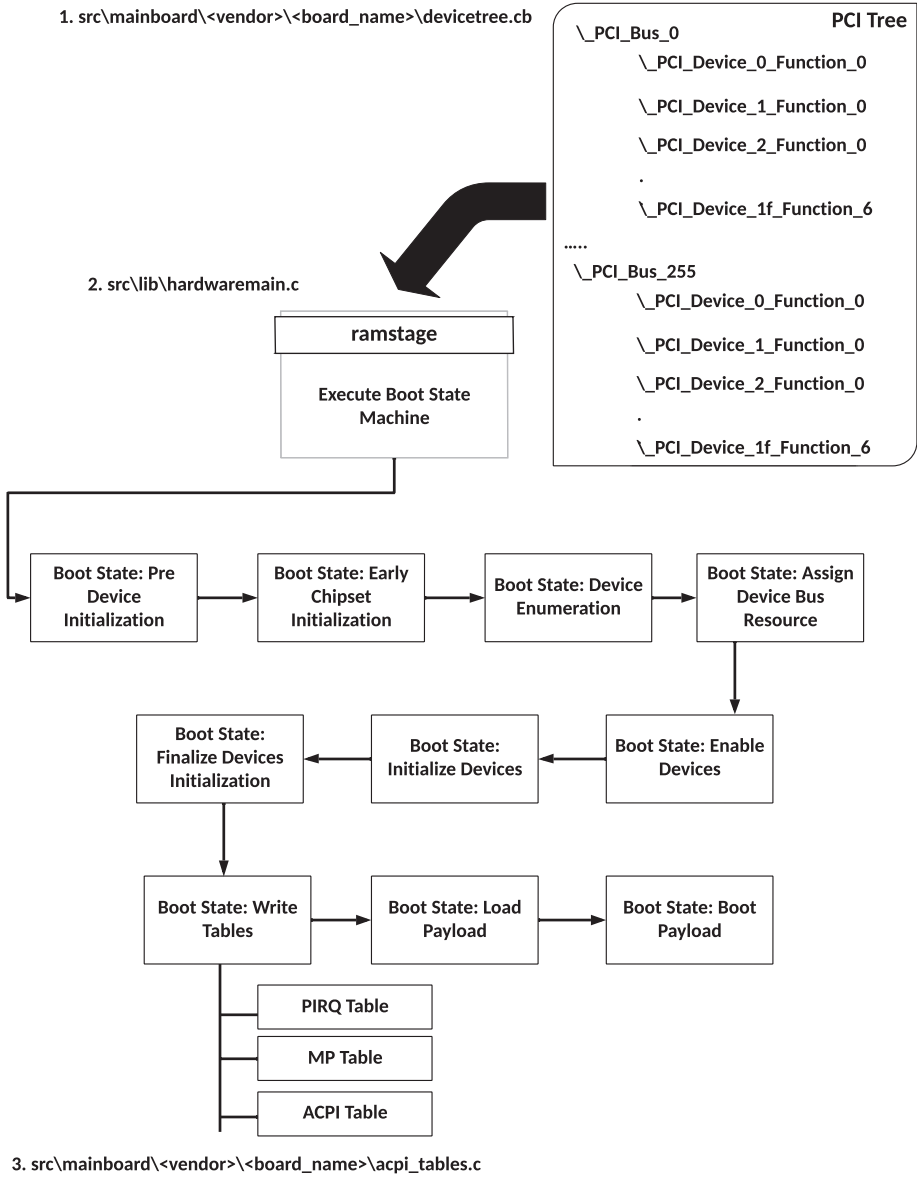 1. src\mainboard\<vendor>\<board_name>\devicetree.cb
PCI Tree
\_PCI_Bus_0
\_PCI_Device_0_Function_0
\_PCI_Device_1_Function_0
\_PCI_Device_2_Function_0
.
\_PCI_Device_1f_Function_6
.....
\_PCI_Bus_255
\_PCI_Device_0_Function_0
\_PCI_Device_1_Function_0
\_PCI_Device_2_Function_0
.
\_PCI_Device_1f_Function_6
2. src\lib\hardwaremain.c
ramstage
Execute Boot State
Machine
Boot State: Pre
Device
Initialization
Boot State: Early
Chipset
Initialization
Boot State: Device
Enumeration
Boot State: Assign
Device Bus
Resource
Boot State: Enable
Devices
Boot State:
Initialize Devices
Boot State:
Finalize Devices
Initialization
Boot State: Write
Tables
Boot State: Load
Payload
Boot State: Boot
Payload
PIRQ Table
MP Table
ACPI Table
3. src\mainboard\<vendor>\<board_name>\acpi_tables.c